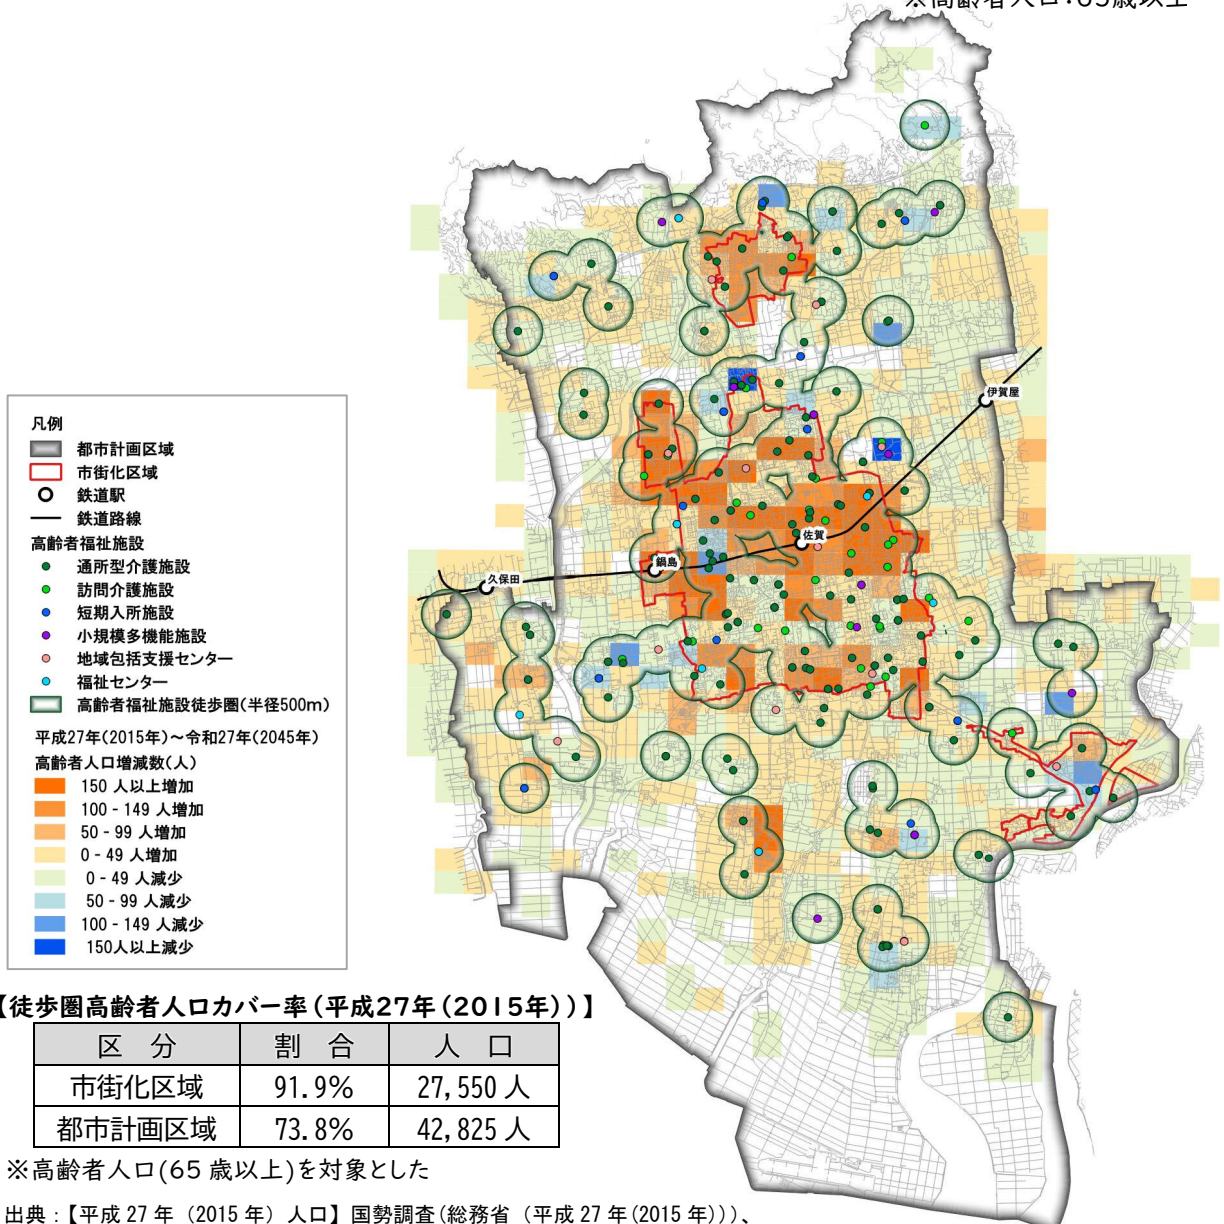 ※高齢者人口：65歳以上
伊賀屋
佐賀
鍋島
久保田
凡例
都市計画区域
市街化区域
鉄道駅
鉄道路線
高齢者福祉施設
通所型介護施設
訪問介護施設
短期入所施設
小規模多機能施設
地域包括支援センター
福祉センター
高齢者福祉施設徒歩圏(半径500m)
平成27年(2015年)～令和27年(2045年)
高齢者人口増減数(人)
150 人以上増加
100 - 149 人増加
50 - 99 人増加
0 - 49 人増加
0 - 49 人減少
50 - 99 人減少
100 - 149 人減少
150人以上減少
【徒歩圏高齢者人口カバー率(平成27年(2015年))】
区 分 割 合 人 口
市街化区域 91.9% 27,550 人
都市計画区域 73.8% 42,825 人
※高齢者人口(65 歳以上)を対象とした
出典：【平成 27 年（2015 年）人口】国勢調査(総務省（平成 27 年(2015 年)))、